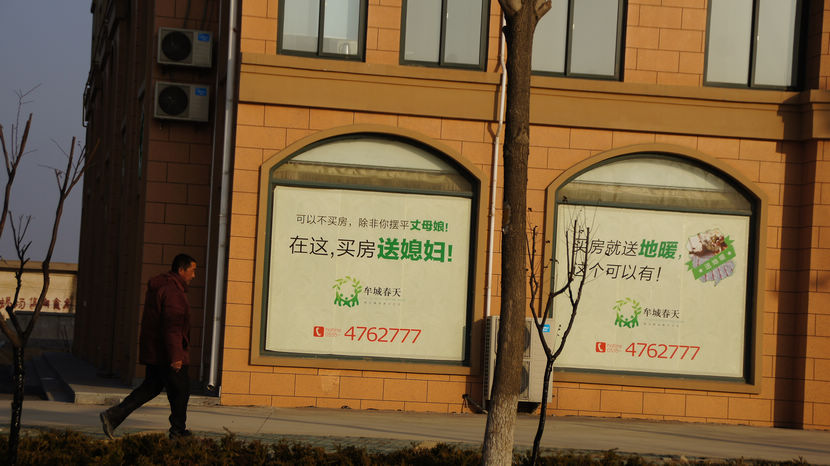 可以不买房，除非你摆平丈母娘！
在这，买房送媳妇！
牟城春天
4762777
买房就送地暖，
这个可以有！
牟城春天
4762777